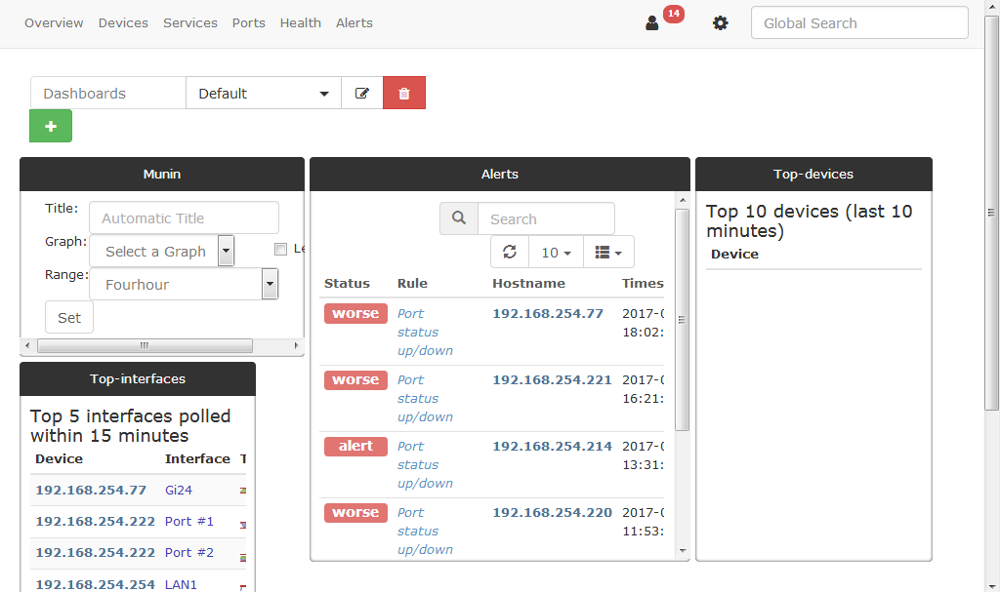 Overview Devices Services Ports Health Alerts 14 Global Search
Dashboards Default
Munin
Title: Automatic Title
Graph: Select a Graph Le
Range: Fourhour
Set
Top-interfaces
Top 5 interfaces polled
within 15 minutes
Device Interface T
192.168.254.77 Gi24
192.168.254.222 Port #1
192.168.254.222 Port #2
192.168.254.254 LAN1
Alerts
Search
10
Status Rule Hostname Times
worse Port 192.168.254.77 2017-0
status 18:02:
up/down
worse Port 192.168.254.221 2017-0
status 16:21:
up/down
alert Port 192.168.254.214 2017-0
status 13:31:
up/down
worse Port 192.168.254.220 2017-0
status 11:53:
up/down
Top-devices
Top 10 devices (last 10
minutes)
Device